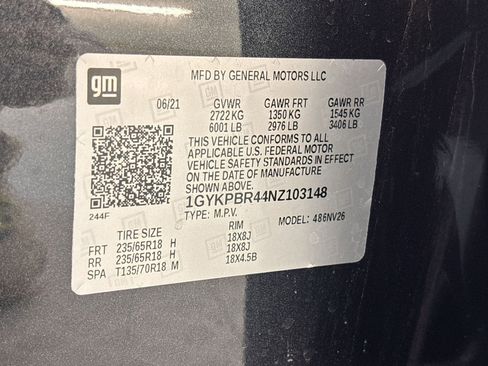 gm
MFD BY GENERAL MOTORS LLC
06/21 GVWR GAWR FRT GAWR RR
2722 KG 1350 KG 1545 KG
6001 LB 2976 LB 3406 LB
THIS VEHICLE CONFORMS TO ALL
APPLICABLE U.S. FEDERAL MOTOR
VEHICLE SAFETY STANDARDS IN EFFECT
ON THE DATE OF MANUFACTURE
SHOWN ABOVE.
1GYKPBR44NZ103148
244F TYPE: M.P.V. MODEL: 486NV26
TIRE SIZE RIM
FRT 235/65R18 H 18X8J
RR 235/65R18 H 18X8J
SPA T135/70R18 M 18X4.5B